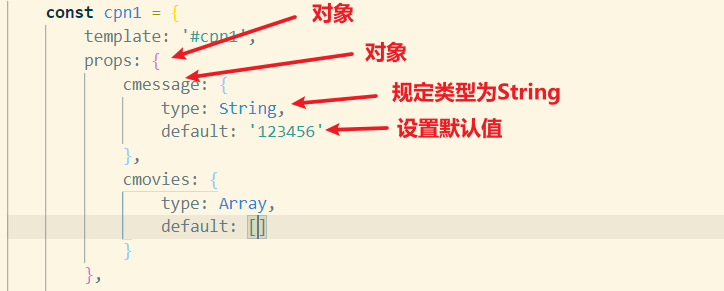 const cpn1 = { 对象
template: '#cpn1',
props: { 对象
cmessage: {
type: String, 规定类型为String
default: '123456' 设置默认值
},
cmovies: {
type: Array,
default: []
}
},